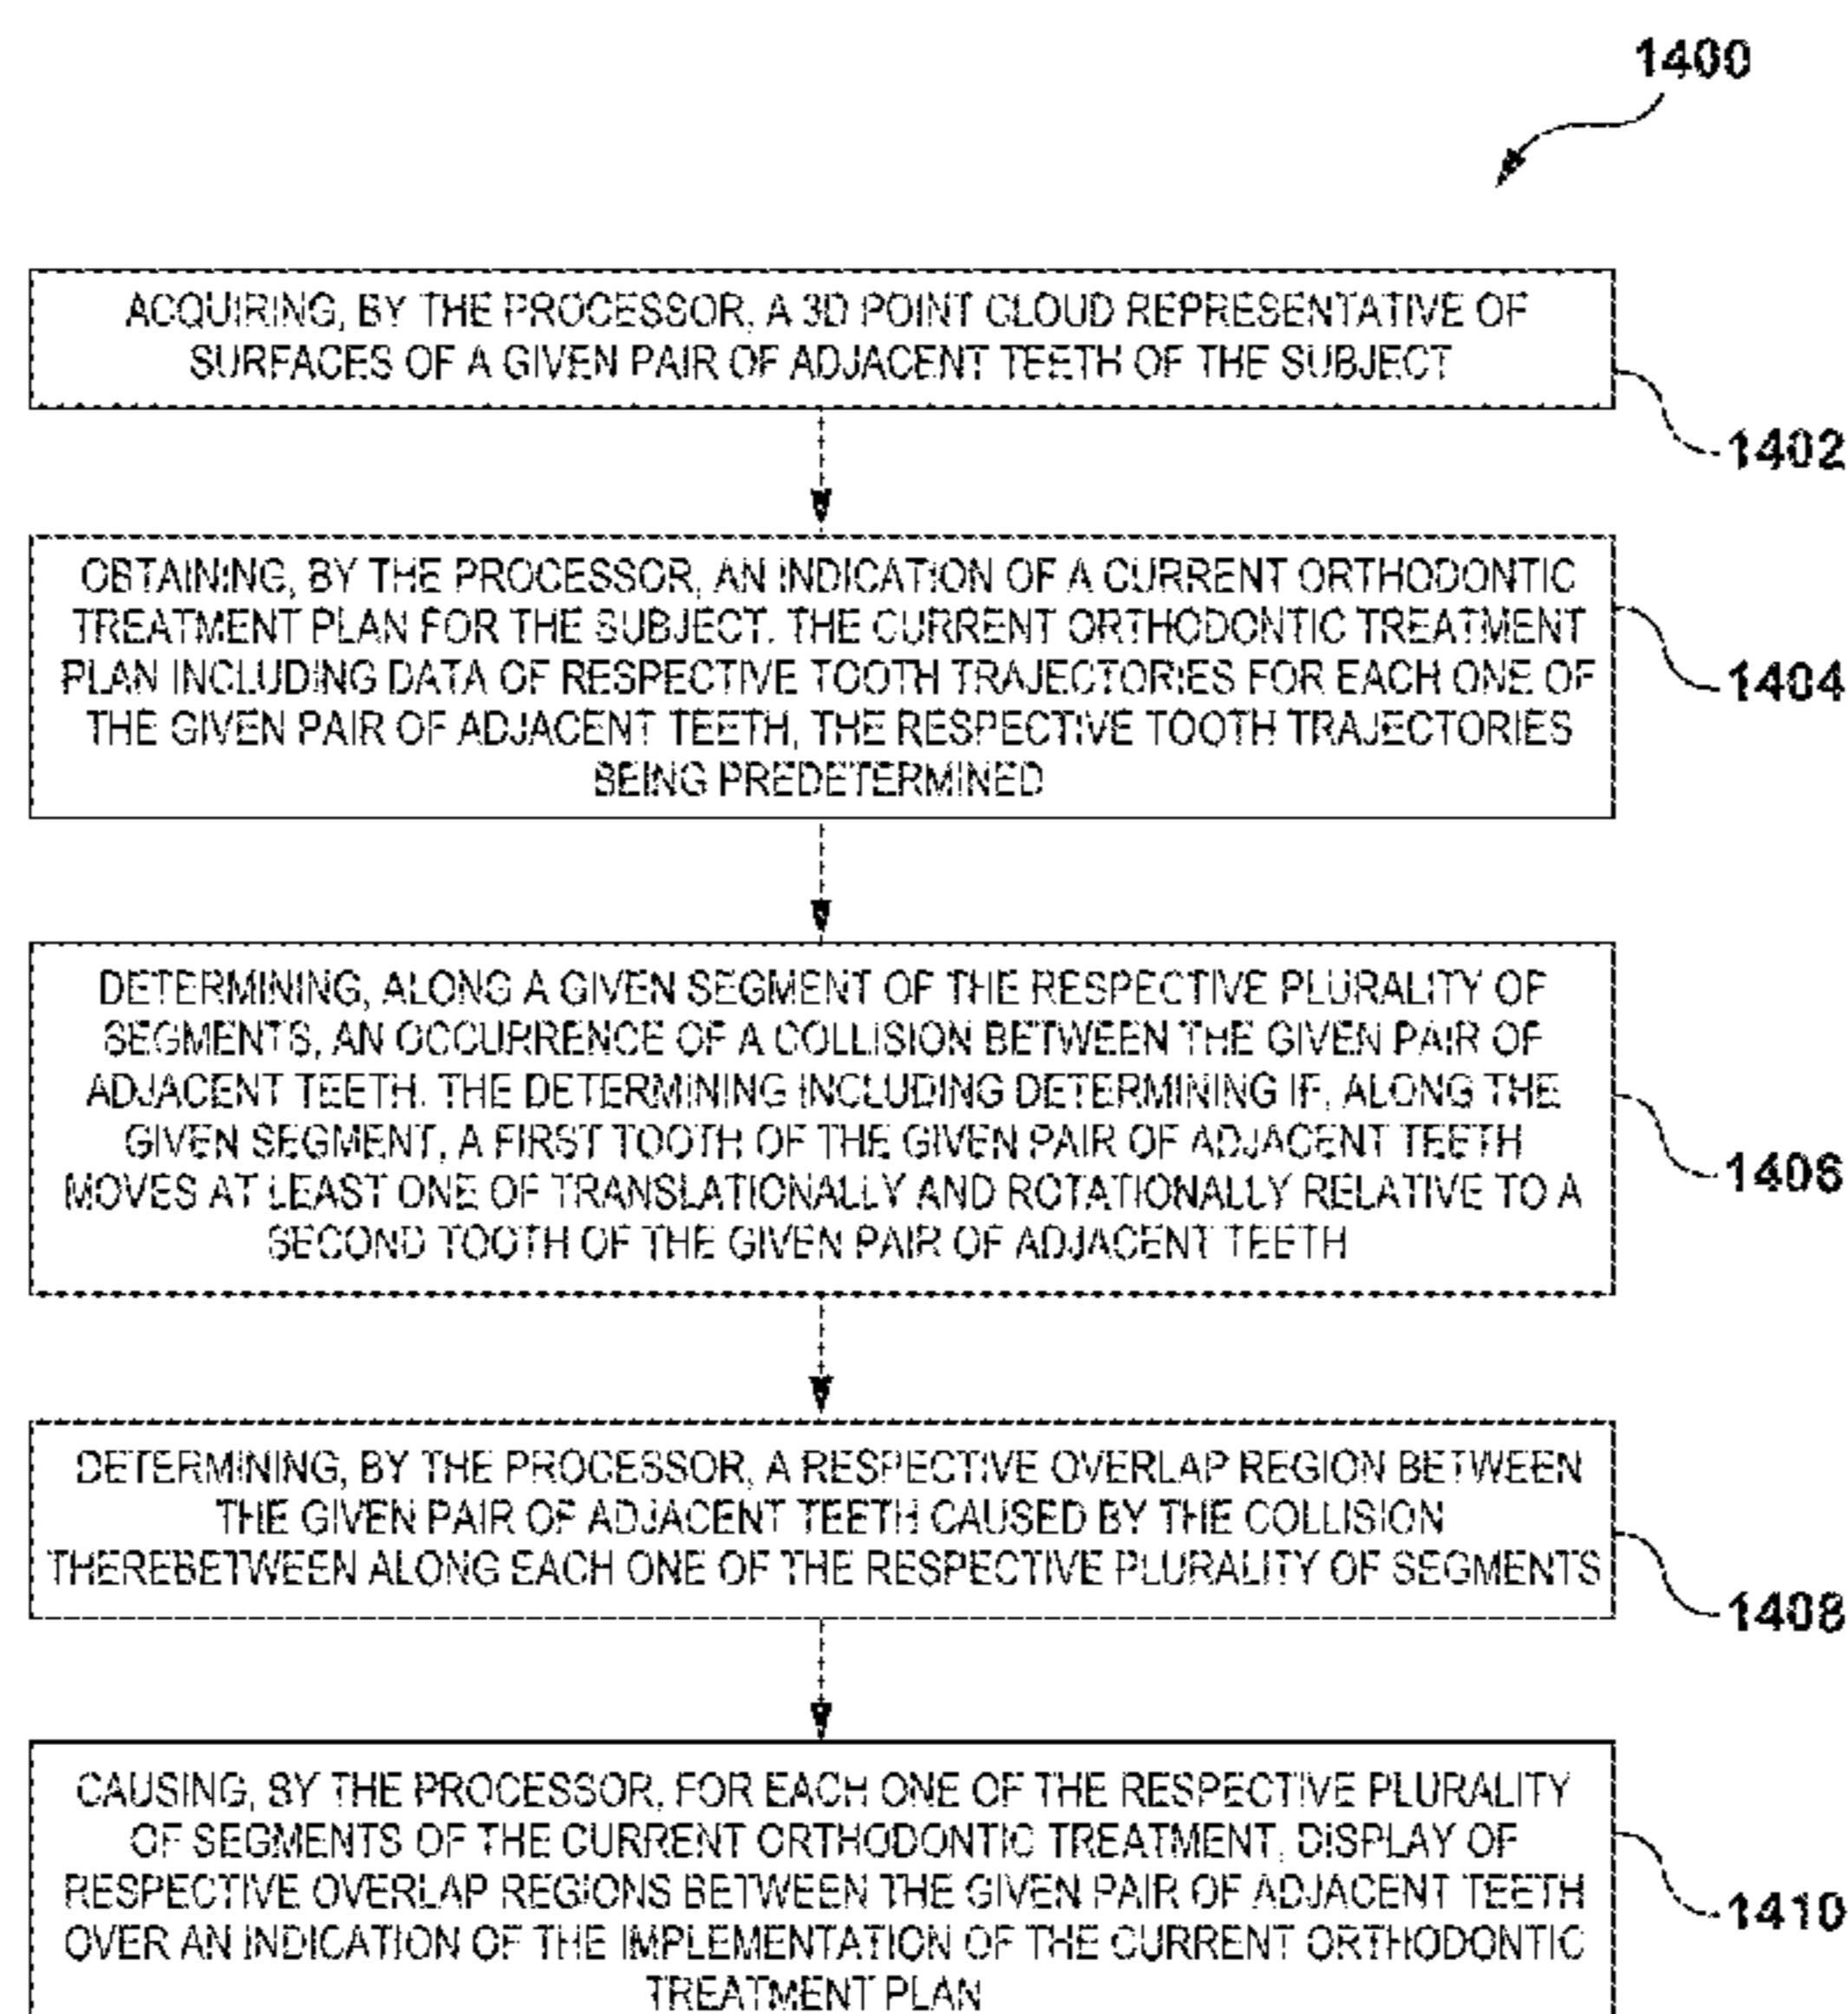 1400
ACQUIRING, BY THE PROCESSOR, A 3D POINT CLOUD REPRESENTATIVE OF
SURFACES OF A GIVEN PAIR OF ADJACENT TEETH OF THE SUBJECT
1402
OBTAINING, BY THE PROCESSOR, AN INDICATION OF A CURRENT ORTHODONTIC
TREATMENT PLAN FOR THE SUBJECT. THE CURRENT ORTHODONTIC TREATMENT
PLAN INCLUDING DATA OF RESPECTIVE TOOTH TRAJECTORIES FOR EACH ONE OF
THE GIVEN PAIR OF ADJACENT TEETH, THE RESPECTIVE TOOTH TRAJECTORIES
BEING PREDETERMINED
1404
DETERMINING, ALONG A GIVEN SEGMENT OF THE RESPECTIVE PLURALITY OF
SEGMENTS, AN OCCURRENCE OF A COLLISION BETWEEN THE GIVEN PAIR OF
ADJACENT TEETH. THE DETERMINING INCLUDING DETERMINING IF, ALONG THE
GIVEN SEGMENT, A FIRST TOOTH OF THE GIVEN PAIR OF ADJACENT TEETH
MOVES AT LEAST ONE OF TRANSLATIONALLY AND ROTATIONALLY RELATIVE TO A
SECOND TOOTH OF THE GIVEN PAIR OF ADJACENT TEETH
1406
DETERMINING, BY THE PROCESSOR, A RESPECTIVE OVERLAP REGION BETWEEN
THE GIVEN PAIR OF ADJACENT TEETH CAUSED BY THE COLLISION
THEREBETWEEN ALONG EACH ONE OF THE RESPECTIVE PLURALITY OF SEGMENTS
1408
CAUSING, BY THE PROCESSOR, FOR EACH ONE OF THE RESPECTIVE PLURALITY
OF SEGMENTS OF THE CURRENT ORTHODONTIC TREATMENT, DISPLAY OF
RESPECTIVE OVERLAP REGIONS BETWEEN THE GIVEN PAIR OF ADJACENT TEETH
OVER AN INDICATION OF THE IMPLEMENTATION OF THE CURRENT ORTHODONTIC
TREATMENT PLAN
1410